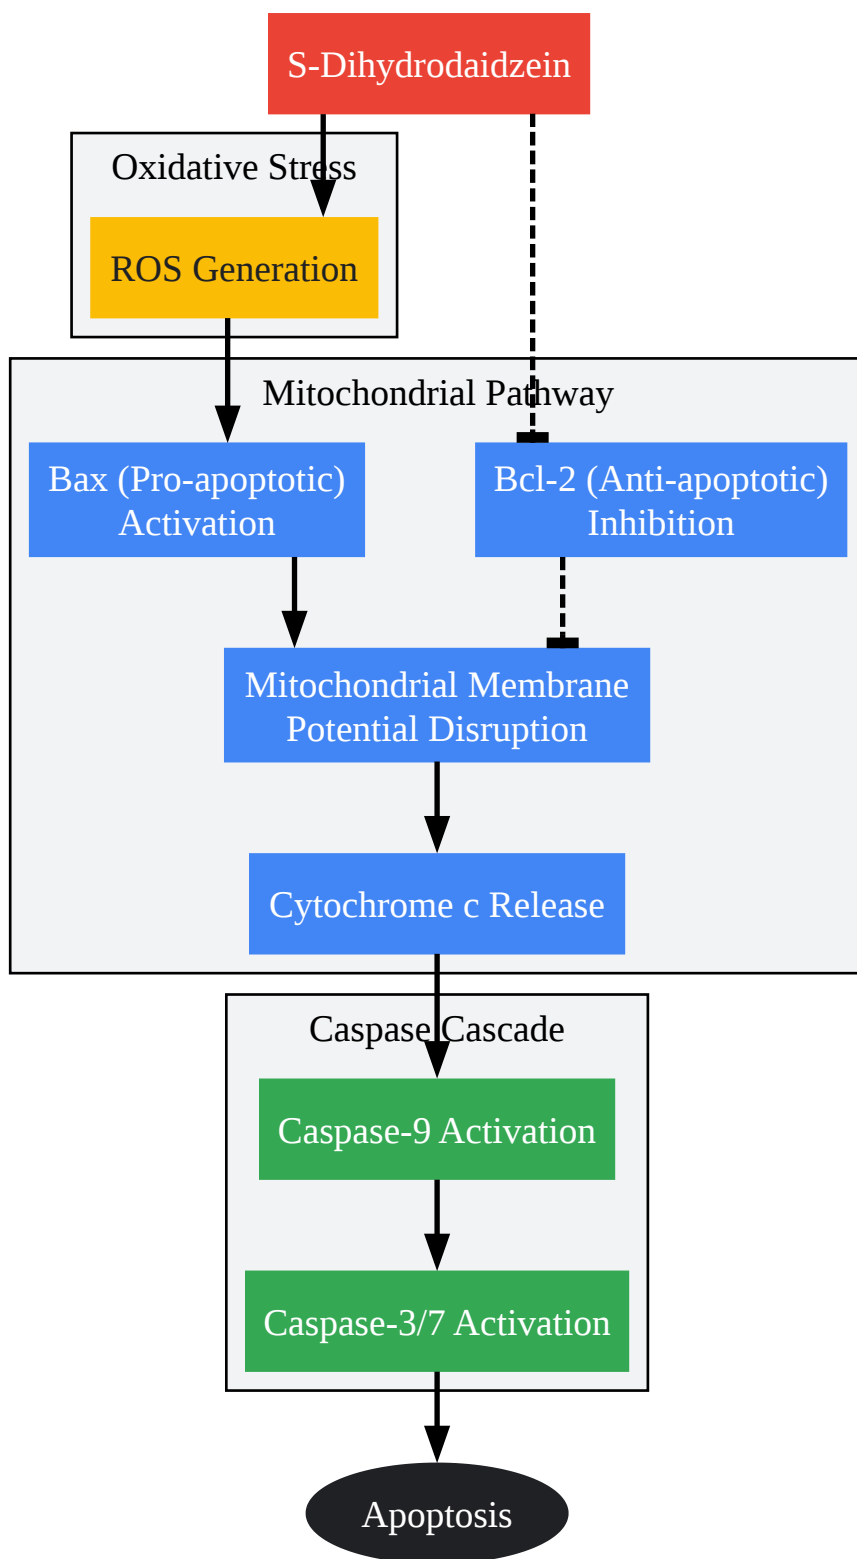 S-Dihydrodaidzein
Oxidative Stress
ROS Generation
Mitochondrial Pathway
Bax (Pro-apoptotic)
Activation
Bcl-2 (Anti-apoptotic)
Inhibition
Mitochondrial Membrane
Potential Disruption
Cytochrome c Release
Caspase Cascade
Caspase-9 Activation
Caspase-3/7 Activation
Apoptosis